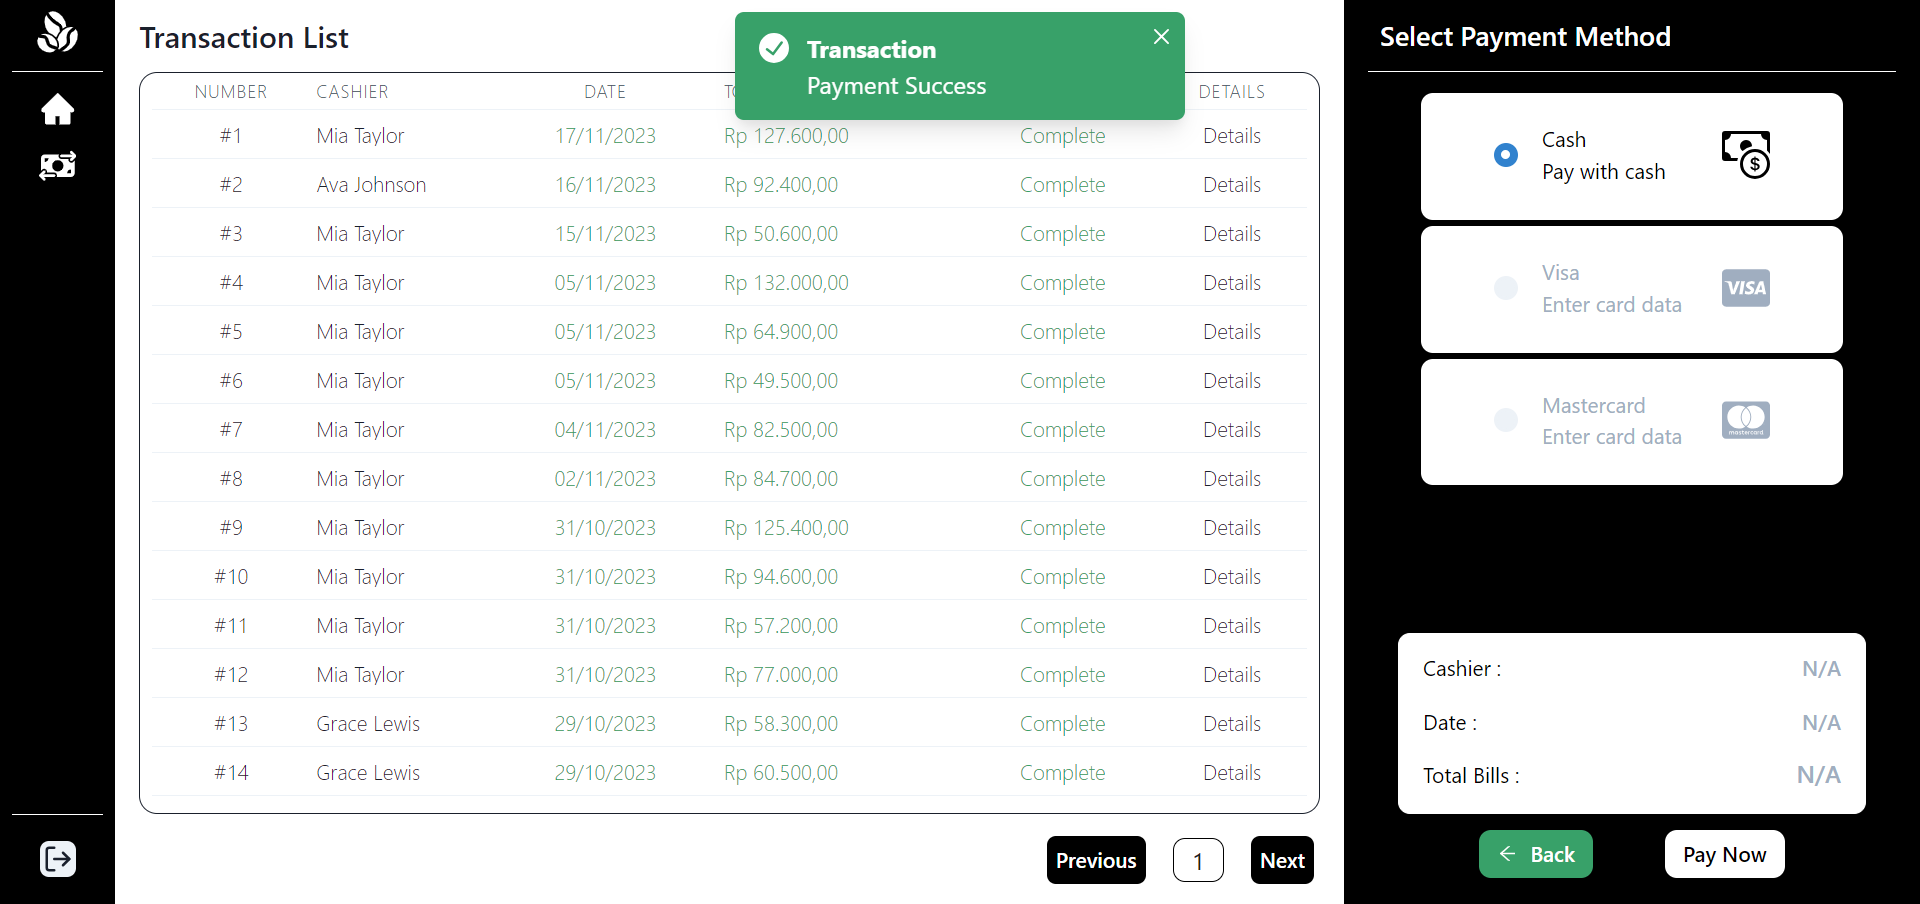 Transaction List
Transaction
Payment Success
NUMBER CASHIER DATE DETAILS
#1 Mia Taylor 17/11/2023 Rp 127.600,00 Complete Details
#2 Ava Johnson 16/11/2023 Rp 92.400,00 Complete Details
#3 Mia Taylor 15/11/2023 Rp 50.600,00 Complete Details
#4 Mia Taylor 05/11/2023 Rp 132.000,00 Complete Details
#5 Mia Taylor 05/11/2023 Rp 64.900,00 Complete Details
#6 Mia Taylor 05/11/2023 Rp 49.500,00 Complete Details
#7 Mia Taylor 04/11/2023 Rp 82.500,00 Complete Details
#8 Mia Taylor 02/11/2023 Rp 84.700,00 Complete Details
#9 Mia Taylor 31/10/2023 Rp 125.400,00 Complete Details
#10 Mia Taylor 31/10/2023 Rp 94.600,00 Complete Details
#11 Mia Taylor 31/10/2023 Rp 57.200,00 Complete Details
#12 Mia Taylor 31/10/2023 Rp 77.000,00 Complete Details
#13 Grace Lewis 29/10/2023 Rp 58.300,00 Complete Details
#14 Grace Lewis 29/10/2023 Rp 60.500,00 Complete Details
Previous 1 Next
Select Payment Method
Cash
Pay with cash
$
Visa
Enter card data
VISA
Mastercard
Enter card data
mastercard
Cashier : N/A
Date : N/A
Total Bills : N/A
Back Pay Now